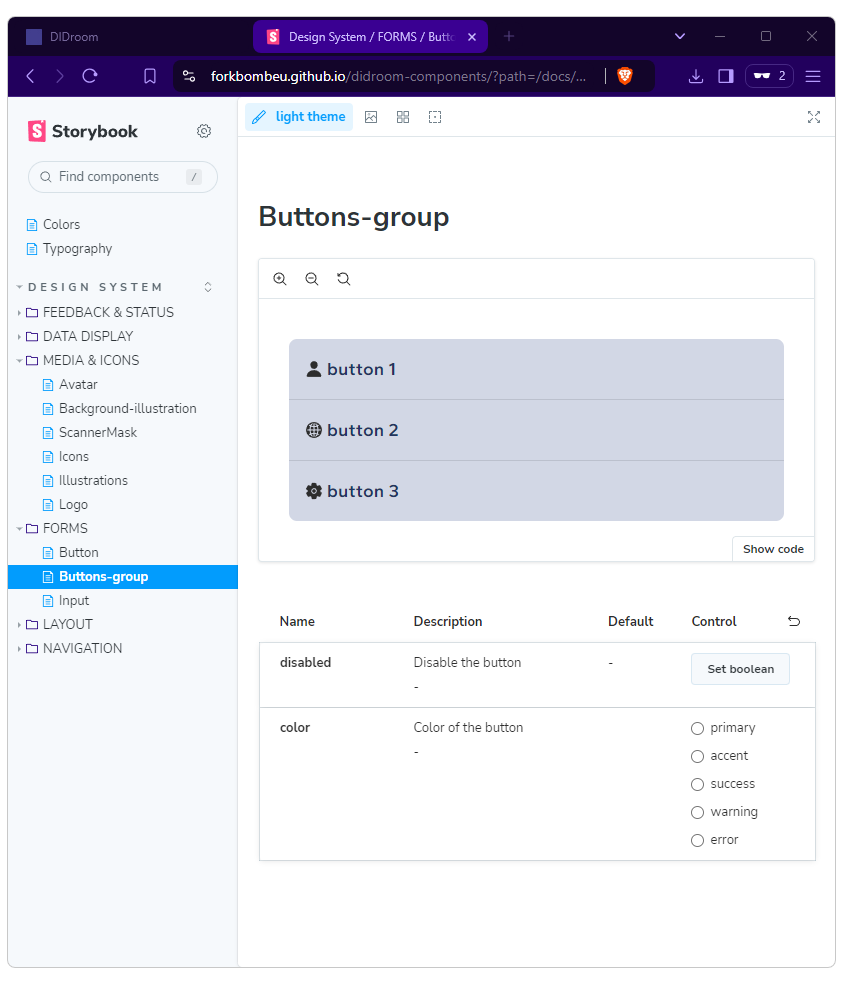 DIDroom
Design System / FORMS / Butto
forkbombeu.github.io/didroom-components/?path=/docs/...
2
Storybook
Find components /
Colors
Typography
DESIGN SYSTEM
FEEDBACK & STATUS
DATA DISPLAY
MEDIA & ICONS
Avatar
Background-illustration
ScannerMask
Icons
Illustrations
Logo
FORMS
Button
Buttons-group
Input
LAYOUT
NAVIGATION
light theme
Buttons-group
button 1
button 2
button 3
Show code
Name Description Default Control
disabled Disable the button - Set boolean
-
color Color of the button primary
-
accent
success
warning
error